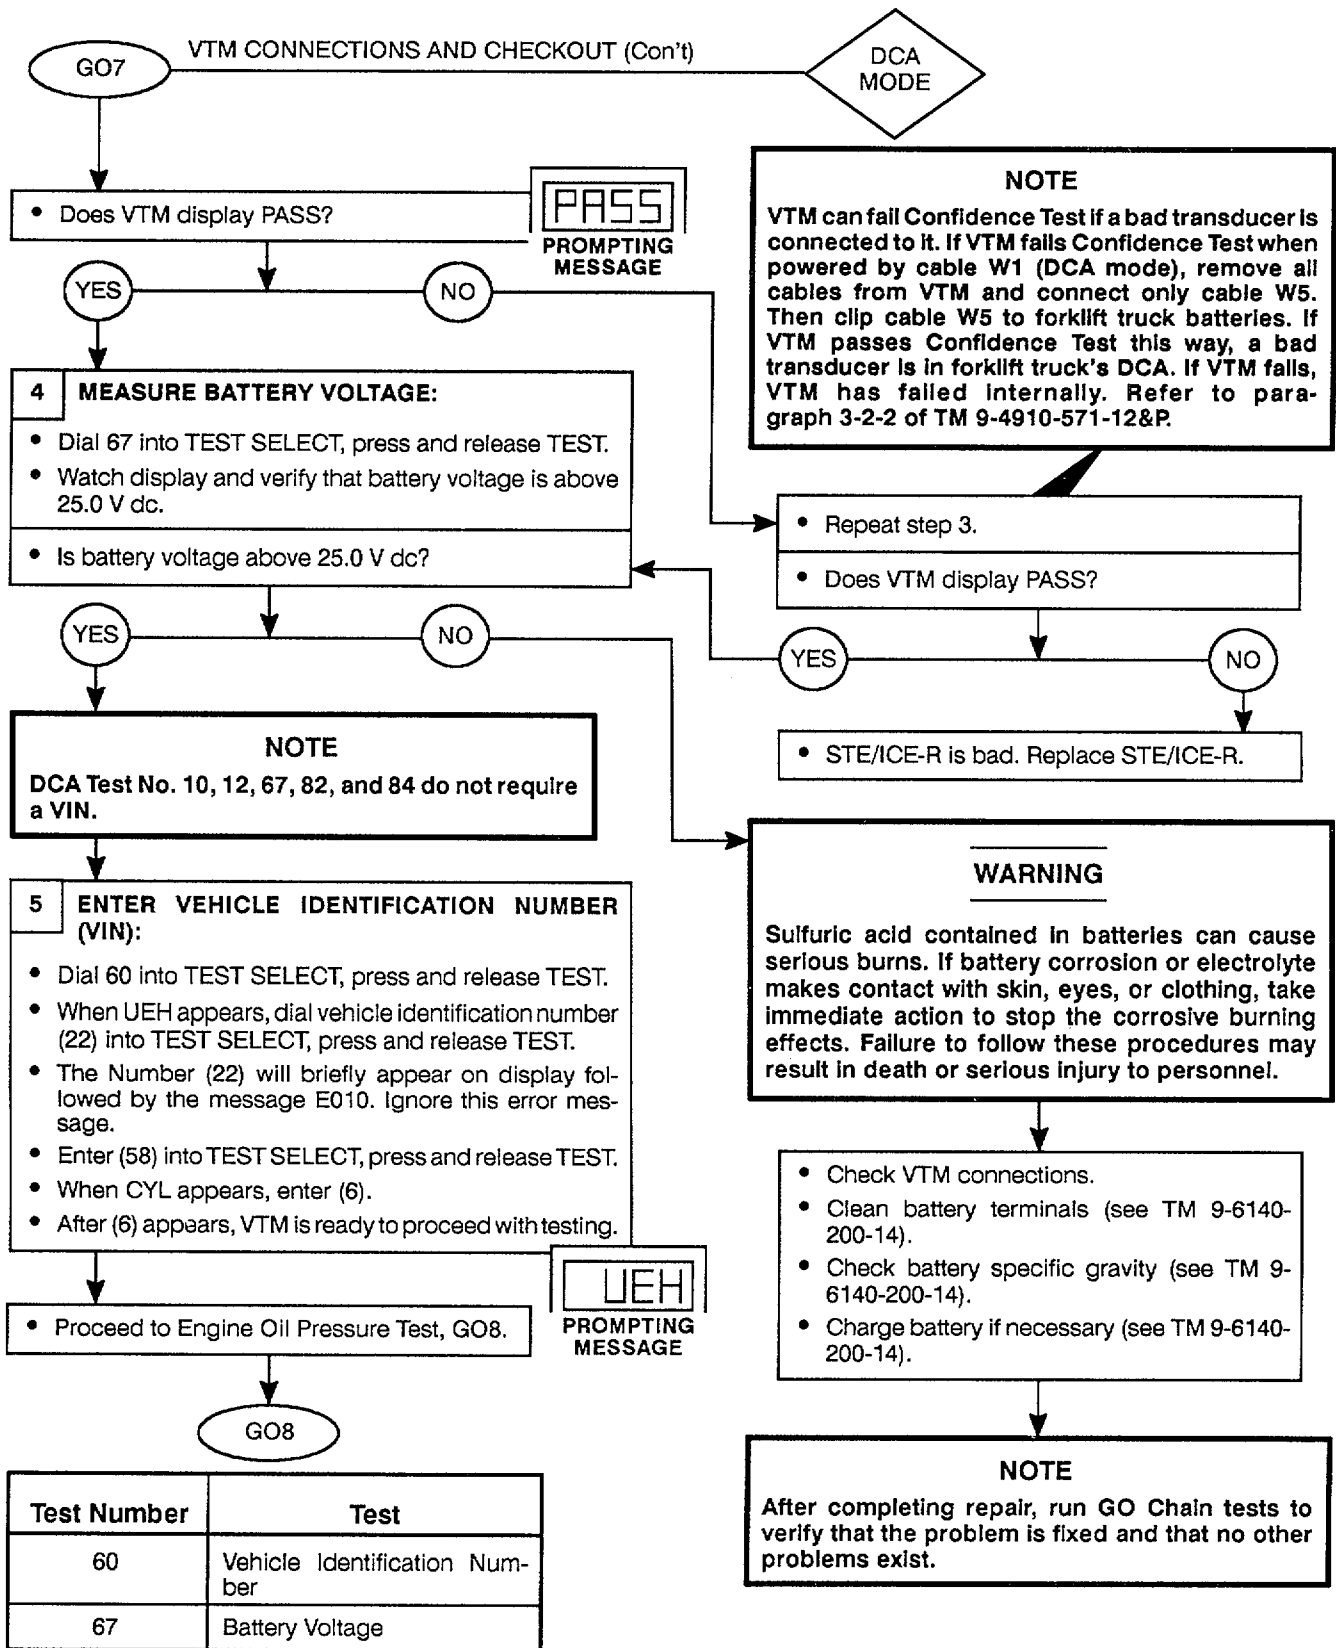 VTM CONNECTIONS AND CHECKOUT (Con't)
GO7
DCA
MODE
• Does VTM display PASS?
PASS
PROMPTING
MESSAGE
YES
NO
NOTE
VTM can fail Confidence Test if a bad transducer is
connected to it. If VTM fails Confidence Test when
powered by cable W1 (DCA mode), remove all
cables from VTM and connect only cable W5.
Then clip cable W5 to forklift truck batteries. If
VTM passes Confidence Test this way, a bad
transducer is in forklift truck's DCA. If VTM fails,
VTM has failed internally. Refer to para-
graph 3-2-2 of TM 9-4910-571-12&P.
4 MEASURE BATTERY VOLTAGE:
• Dial 67 into TEST SELECT, press and release TEST.
• Watch display and verify that battery voltage is above
25.0 V dc.
• Is battery voltage above 25.0 V dc?
• Repeat step 3.
• Does VTM display PASS?
YES
NO
YES
NO
• STE/ICE-R is bad. Replace STE/ICE-R.
NOTE
DCA Test No. 10, 12, 67, 82, and 84 do not require
a VIN.
5 ENTER VEHICLE IDENTIFICATION NUMBER
(VIN):
• Dial 60 into TEST SELECT, press and release TEST.
• When UEH appears, dial vehicle identification number
(22) into TEST SELECT, press and release TEST.
• The Number (22) will briefly appear on display fol-
lowed by the message E010. Ignore this error mes-
sage.
• Enter (58) into TEST SELECT, press and release TEST.
• When CYL appears, enter (6).
• After (6) appears, VTM is ready to proceed with testing.
UEH
PROMPTING
MESSAGE
• Proceed to Engine Oil Pressure Test, GO8.
GO8
WARNING
Sulfuric acid contained in batteries can cause
serious burns. If battery corrosion or electrolyte
makes contact with skin, eyes, or clothing, take
immediate action to stop the corrosive burning
effects. Failure to follow these procedures may
result in death or serious injury to personnel.
• Check VTM connections.
• Clean battery terminals (see TM 9-6140-
200-14).
• Check battery specific gravity (see TM 9-
6140-200-14).
• Charge battery if necessary (see TM 9-6140-
200-14).
NOTE
After completing repair, run GO Chain tests to
verify that the problem is fixed and that no other
problems exist.
Test Number Test
60 Vehicle Identification Num-
ber
67 Battery Voltage